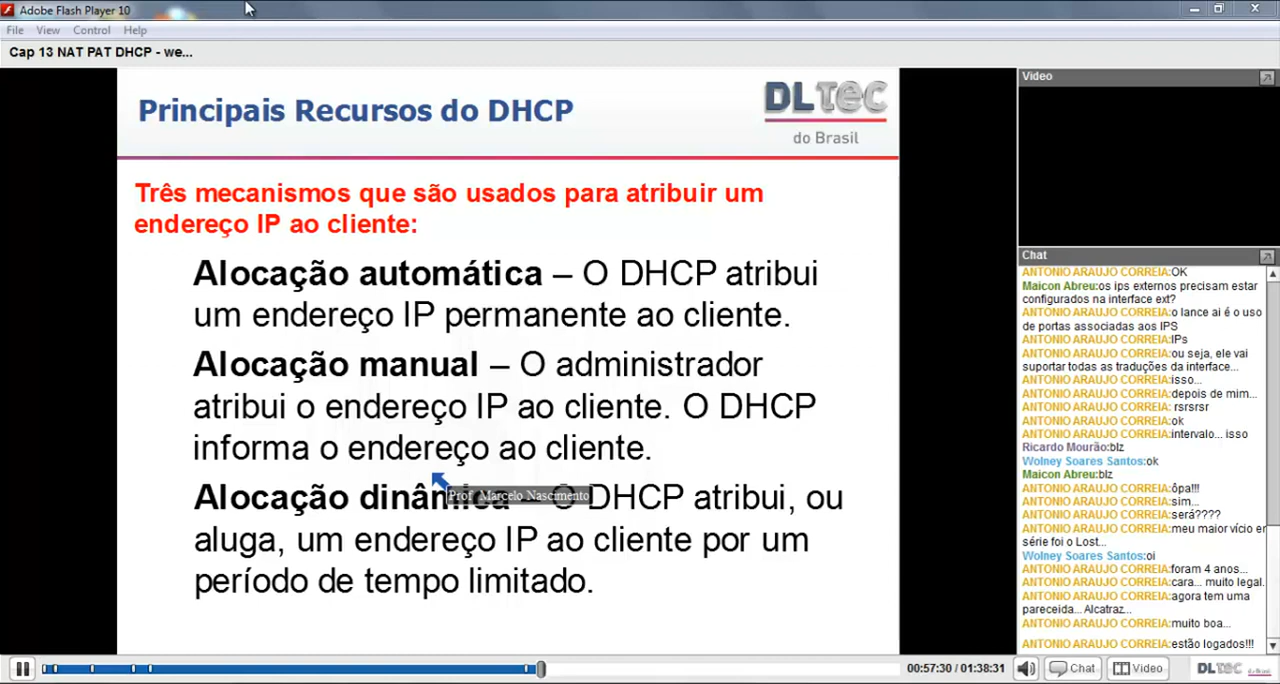 Adobe Flash Player 10
File View Control Help
Cap 13 NAT PAT DHCP - we...
Principais Recursos do DHCP
DLTEC
do Brasil
Três mecanismos que são usados para atribuir um
endereço IP ao cliente:
Alocação automática – O DHCP atribui
um endereço IP permanente ao cliente.
Alocação manual – O administrador
atribui o endereço IP ao cliente. O DHCP
informa o endereço ao cliente.
Alocação dinâmica – O DHCP atribui, ou
Prof Marcelo Nascimento
aluga, um endereço IP ao cliente por um
período de tempo limitado.
Video
Chat
ANTONIO ARAUJO CORREIA:OK
Maicon Abreu:os ips externos precisam estar
configurados na interface ext?
ANTONIO ARAUJO CORREIA:o lance ai é o uso
de portas associadas aos IPS
ANTONIO ARAUJO CORREIA:IPs
ANTONIO ARAUJO CORREIA:ou seja, ele vai
suportar todas as traduções da interface...
ANTONIO ARAUJO CORREIA:isso...
ANTONIO ARAUJO CORREIA:depois de mim...
ANTONIO ARAUJO CORREIA: rsrsrsr
ANTONIO ARAUJO CORREIA:ok
ANTONIO ARAUJO CORREIA:intervalo... isso
Ricardo Mourão:blz
Wolney Soares Santos:ok
Maicon Abreu:blz
ANTONIO ARAUJO CORREIA:ôpa!!!
ANTONIO ARAUJO CORREIA:sim...
ANTONIO ARAUJO CORREIA:será????
ANTONIO ARAUJO CORREIA:meu maior vício er
série foi o Lost...
Wolney Soares Santos:oi
ANTONIO ARAUJO CORREIA:foram 4 anos...
ANTONIO ARAUJO CORREIA:cara... muito legal.
ANTONIO ARAUJO CORREIA:agora tem uma
pareceida... Alcatraz...
ANTONIO ARAUJO CORREIA:muito boa...
ANTONIO ARAUJO CORREIA:estão logados!!!
00:57:30 / 01:38:31
Chat
Video
DLTEC do Brasil